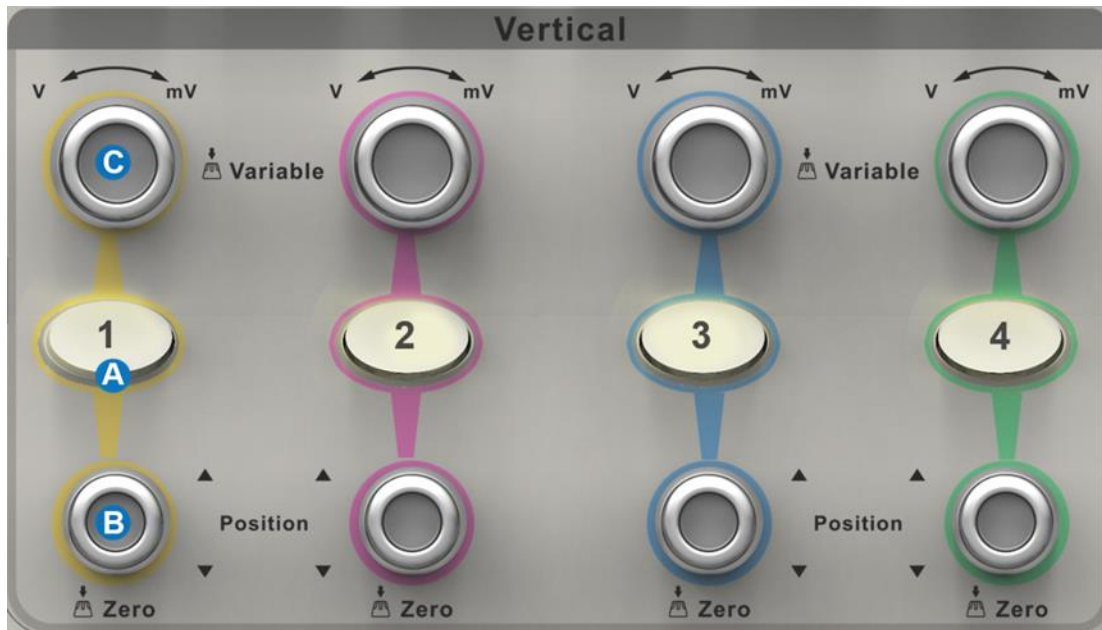 Vertical
V mV V mV V mV V mV
C Variable Variable
1 2 3 4
A
B Position Position
Zero Zero Zero Zero